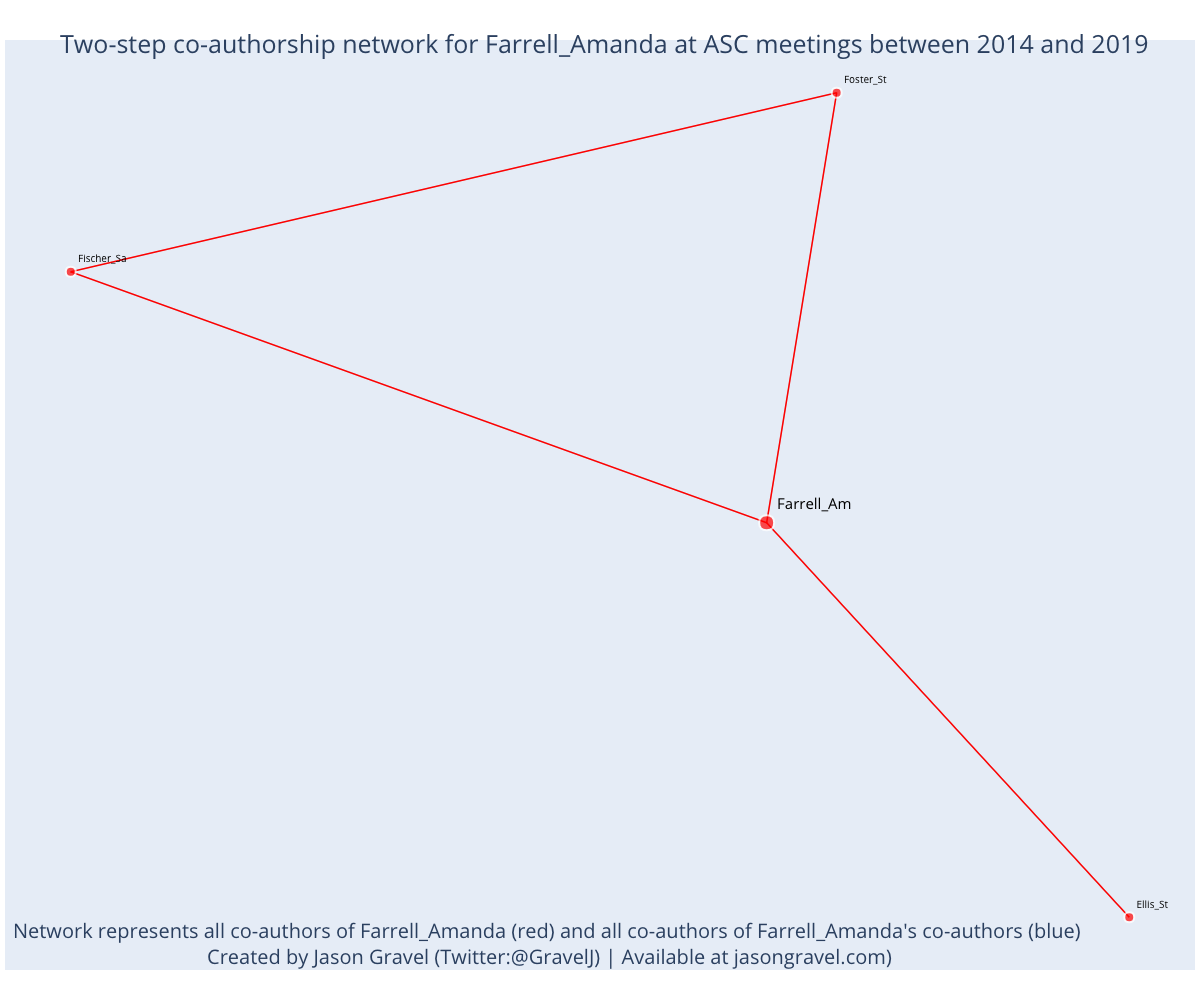 Two-step co-authorship network for Farrell_Amanda at ASC meetings between 2014 and 2019
Foster_St
Fischer_Sa
Farrell_Am
Ellis_St
Network represents all co-authors of Farrell_Amanda (red) and all co-authors of Farrell_Amanda's co-authors (blue)
Created by Jason Gravel (Twitter:@GravelJ) | Available at jasongravel.com)